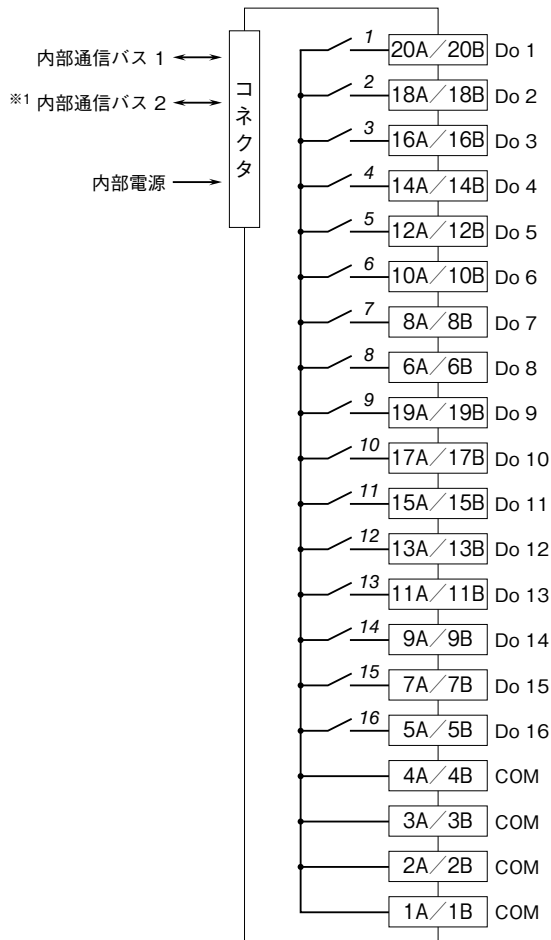 内部通信バス 1
※1 内部通信バス 2
内部電源
コネクタ
1 20A／20B Do 1
2 18A／18B Do 2
3 16A／16B Do 3
4 14A／14B Do 4
5 12A／12B Do 5
6 10A／10B Do 6
7 8A／8B Do 7
8 6A／6B Do 8
9 19A／19B Do 9
10 17A／17B Do 10
11 15A／15B Do 11
12 13A／13B Do 12
13 11A／11B Do 13
14 9A／9B Do 14
15 7A／7B Do 15
16 5A／5B Do 16
4A／4B COM
3A／3B COM
2A／2B COM
1A／1B COM